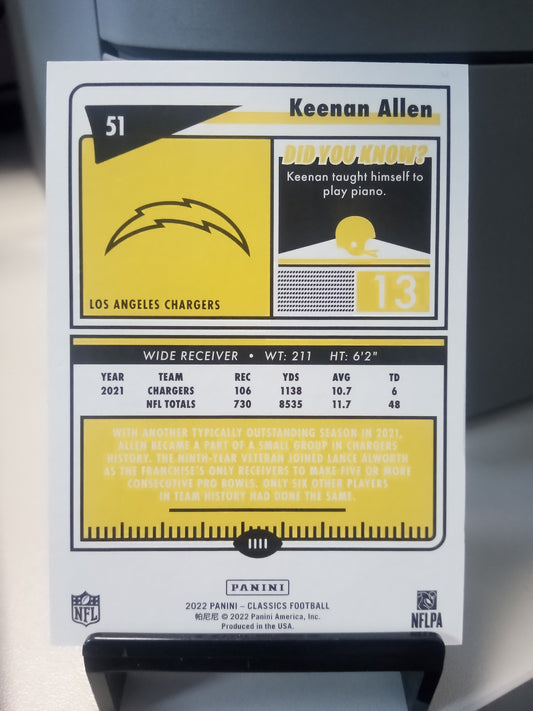 51
Keenan Allen
LOS ANGELES CHARGERS
DID YOU KNOW?
Keenan taught himself to
play piano.
13
WIDE RECEIVER • WT: 211 HT: 6'2"
YEAR TEAM REC YDS AVG TD
2021 CHARGERS 106 1138 10.7 6
NFL TOTALS 730 8535 11.7 48
WITH ANOTHER TYPICALLY OUTSTANDING SEASON IN 2021,
ALLEN BECAME A PART OF A SMALL GROUP IN CHARGERS
HISTORY. THE NINTH-YEAR VETERAN JOINED LANCE ALWORTH
AS THE FRANCHISE'S ONLY RECEIVERS TO MAKE FIVE OR MORE
CONSECUTIVE PRO BOWLS. ONLY SIX OTHER PLAYERS
IN TEAM HISTORY HAD DONE THE SAME.
PANINI
NFL
2022 PANINI – CLASSICS FOOTBALL
帕尼尼 © 2022 Panini America, Inc.
Produced in the USA.
NFLPA